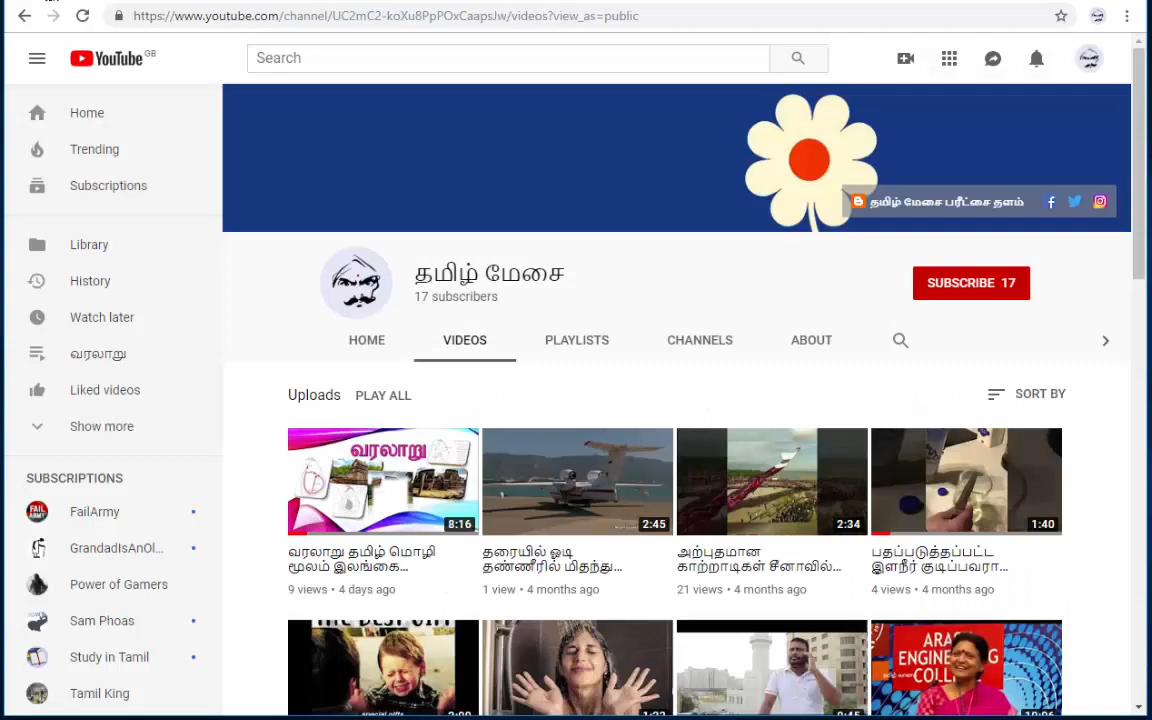 https://www.youtube.com/channel/UC2mC2-koXu8PpPOxCaapsJw/videos?view_as=public
YouTube GB
Search
Home
Trending
Subscriptions
Library
History
Watch later
வரலாறு
Liked videos
Show more
SUBSCRIPTIONS
FailArmy
GrandadIsAnOl...
Power of Gamers
Sam Phoas
Study in Tamil
Tamil King
தமிழ் மேசை பரீட்சை தளம்
தமிழ் மேசை
17 subscribers
SUBSCRIBE 17
HOME VIDEOS PLAYLISTS CHANNELS ABOUT
Uploads PLAY ALL
SORT BY
வரலாறு
8:16 2:45 2:34 1:40
வரலாறு தமிழ் மொழி
மூலம் இலங்கை...
9 views • 4 days ago
தரையில் ஓடி
தண்ணீரில் மிதந்து...
1 view • 4 months ago
அற்புதமான
காற்றாடிகள் சீனாவில்...
21 views • 4 months ago
பதப்படுத்தப்பட்ட
இளநீர் குடிப்பவரா...
4 views • 4 months ago
THE BEST GIFT
special gifts
ENGINEERING